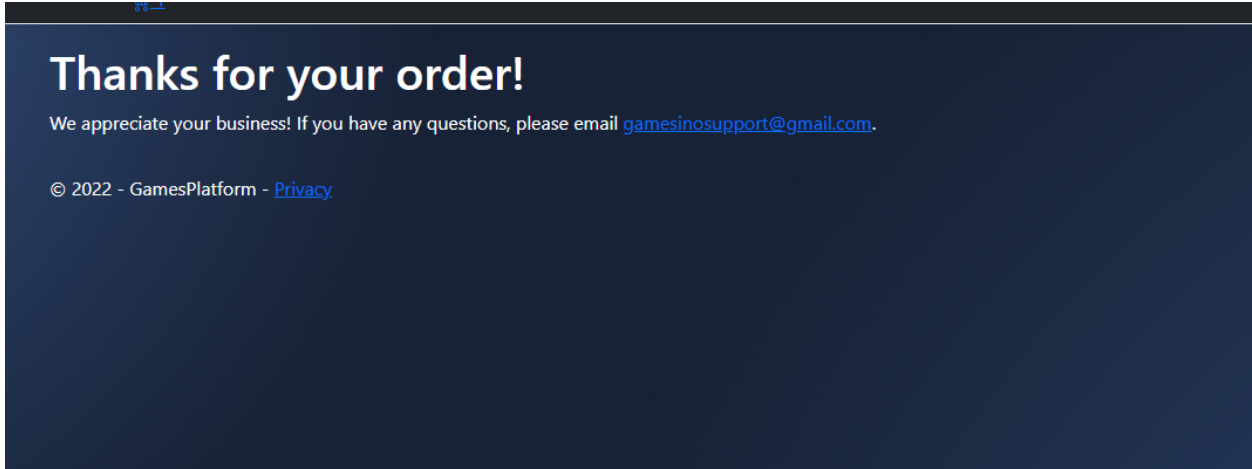 Thanks for your order!
We appreciate your business! If you have any questions, please email gamesinosupport@gmail.com.
© 2022 - GamesPlatform - Privacy